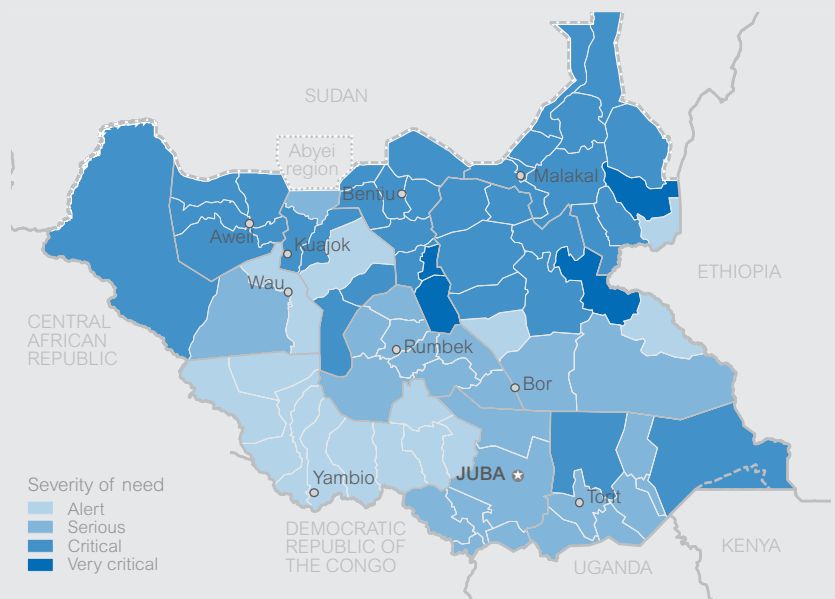 SUDAN
Abyei
region
Bentiu
Malakal
Aweil
Kuajok
Wau
ETHIOPIA
CENTRAL
AFRICAN
REPUBLIC
Rumbek
Bor
JUBA
Yambio
Torit
Severity of need
Alert
Serious
Critical
Very critical
DEMOCRATIC
REPUBLIC OF
THE CONGO
UGANDA
KENYA